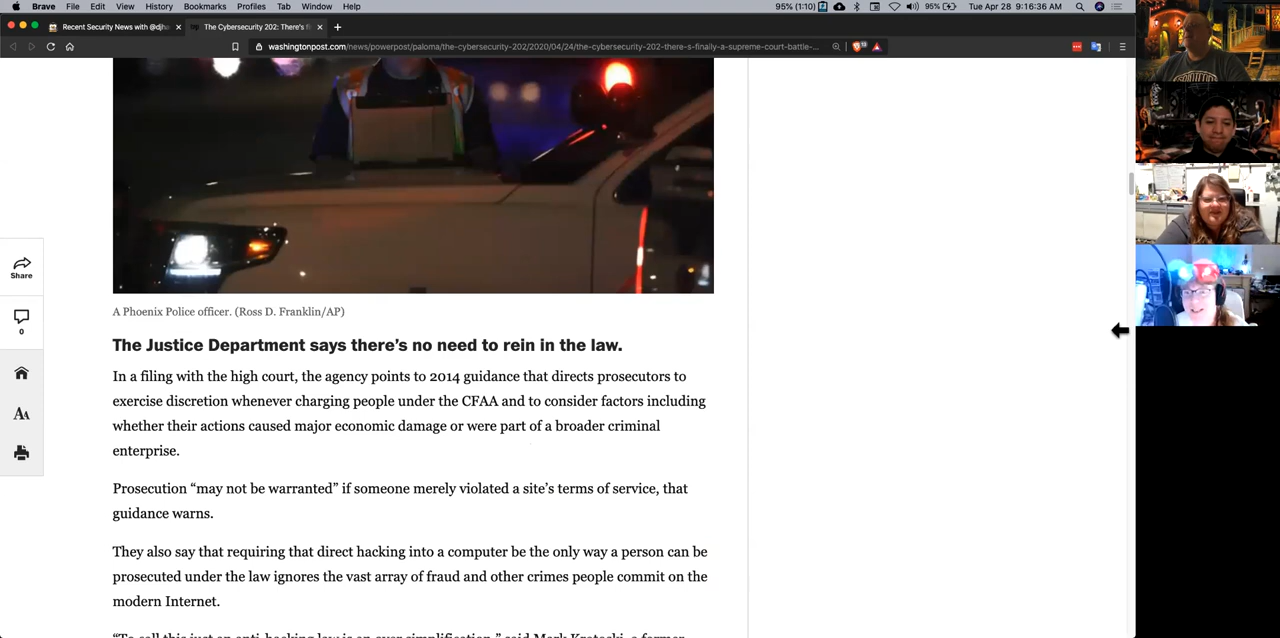 Brave File Edit View History Bookmarks Profiles Tab Window Help 95% (1:10) 95% Tue Apr 28 9:16:36 AM
Recent Security News with @djha × The Cybersecurity 202: There's f × +
washingtonpost.com/news/powerpost/paloma/the-cybersecurity-202/2020/04/24/the-cybersecurity-202-there-s-finally-a-supreme-court-battle-...
Share
0
AA
A Phoenix Police officer. (Ross D. Franklin/AP)
The Justice Department says there's no need to rein in the law.
In a filing with the high court, the agency points to 2014 guidance that directs prosecutors to
exercise discretion whenever charging people under the CFAA and to consider factors including
whether their actions caused major economic damage or were part of a broader criminal
enterprise.
Prosecution “may not be warranted” if someone merely violated a site's terms of service, that
guidance warns.
They also say that requiring that direct hacking into a computer be the only way a person can be
prosecuted under the law ignores the vast array of fraud and other crimes people commit on the
modern Internet.
“To call this just an anti-hacking law is an over-simplification,” said Mark Krotoski, a former